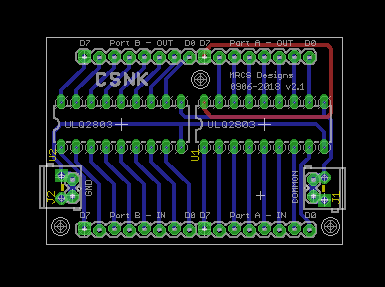 D7 Port B - OUT D0 D7 Port A - OUT D0
CSNK
MRCS Designs
0906-2018 v2.1
ULQ2803 ULQ2803
U2 U1
J2 GND COMMON J1
D7 Port B - IN D0 D7 Port A - IN D0